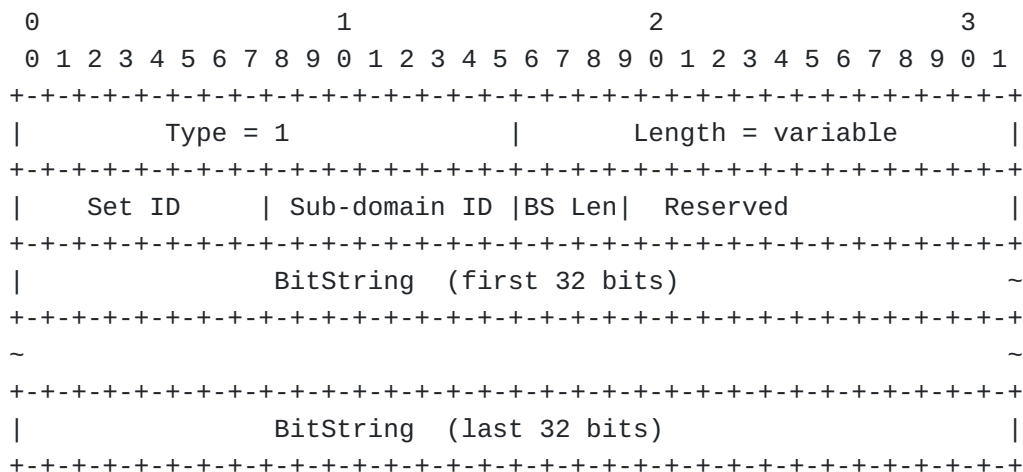 0                   1                   2                   3
 0 1 2 3 4 5 6 7 8 9 0 1 2 3 4 5 6 7 8 9 0 1 2 3 4 5 6 7 8 9 0 1
+-+-+-+-+-+-+-+-+-+-+-+-+-+-+-+-+-+-+-+-+-+-+-+-+-+-+-+-+-+-+-+-+
|         Type = 1              |       Length = variable       |
+-+-+-+-+-+-+-+-+-+-+-+-+-+-+-+-+-+-+-+-+-+-+-+-+-+-+-+-+-+-+-+-+
|    Set ID     | Sub-domain ID |BS Len|  Reserved              |
+-+-+-+-+-+-+-+-+-+-+-+-+-+-+-+-+-+-+-+-+-+-+-+-+-+-+-+-+-+-+-+-+
|                BitString  (first 32 bits)                     ~
+-+-+-+-+-+-+-+-+-+-+-+-+-+-+-+-+-+-+-+-+-+-+-+-+-+-+-+-+-+-+-+-+
~                                                               ~
+-+-+-+-+-+-+-+-+-+-+-+-+-+-+-+-+-+-+-+-+-+-+-+-+-+-+-+-+-+-+-+-+
|                BitString  (last 32 bits)                      |
+-+-+-+-+-+-+-+-+-+-+-+-+-+-+-+-+-+-+-+-+-+-+-+-+-+-+-+-+-+-+-+-+